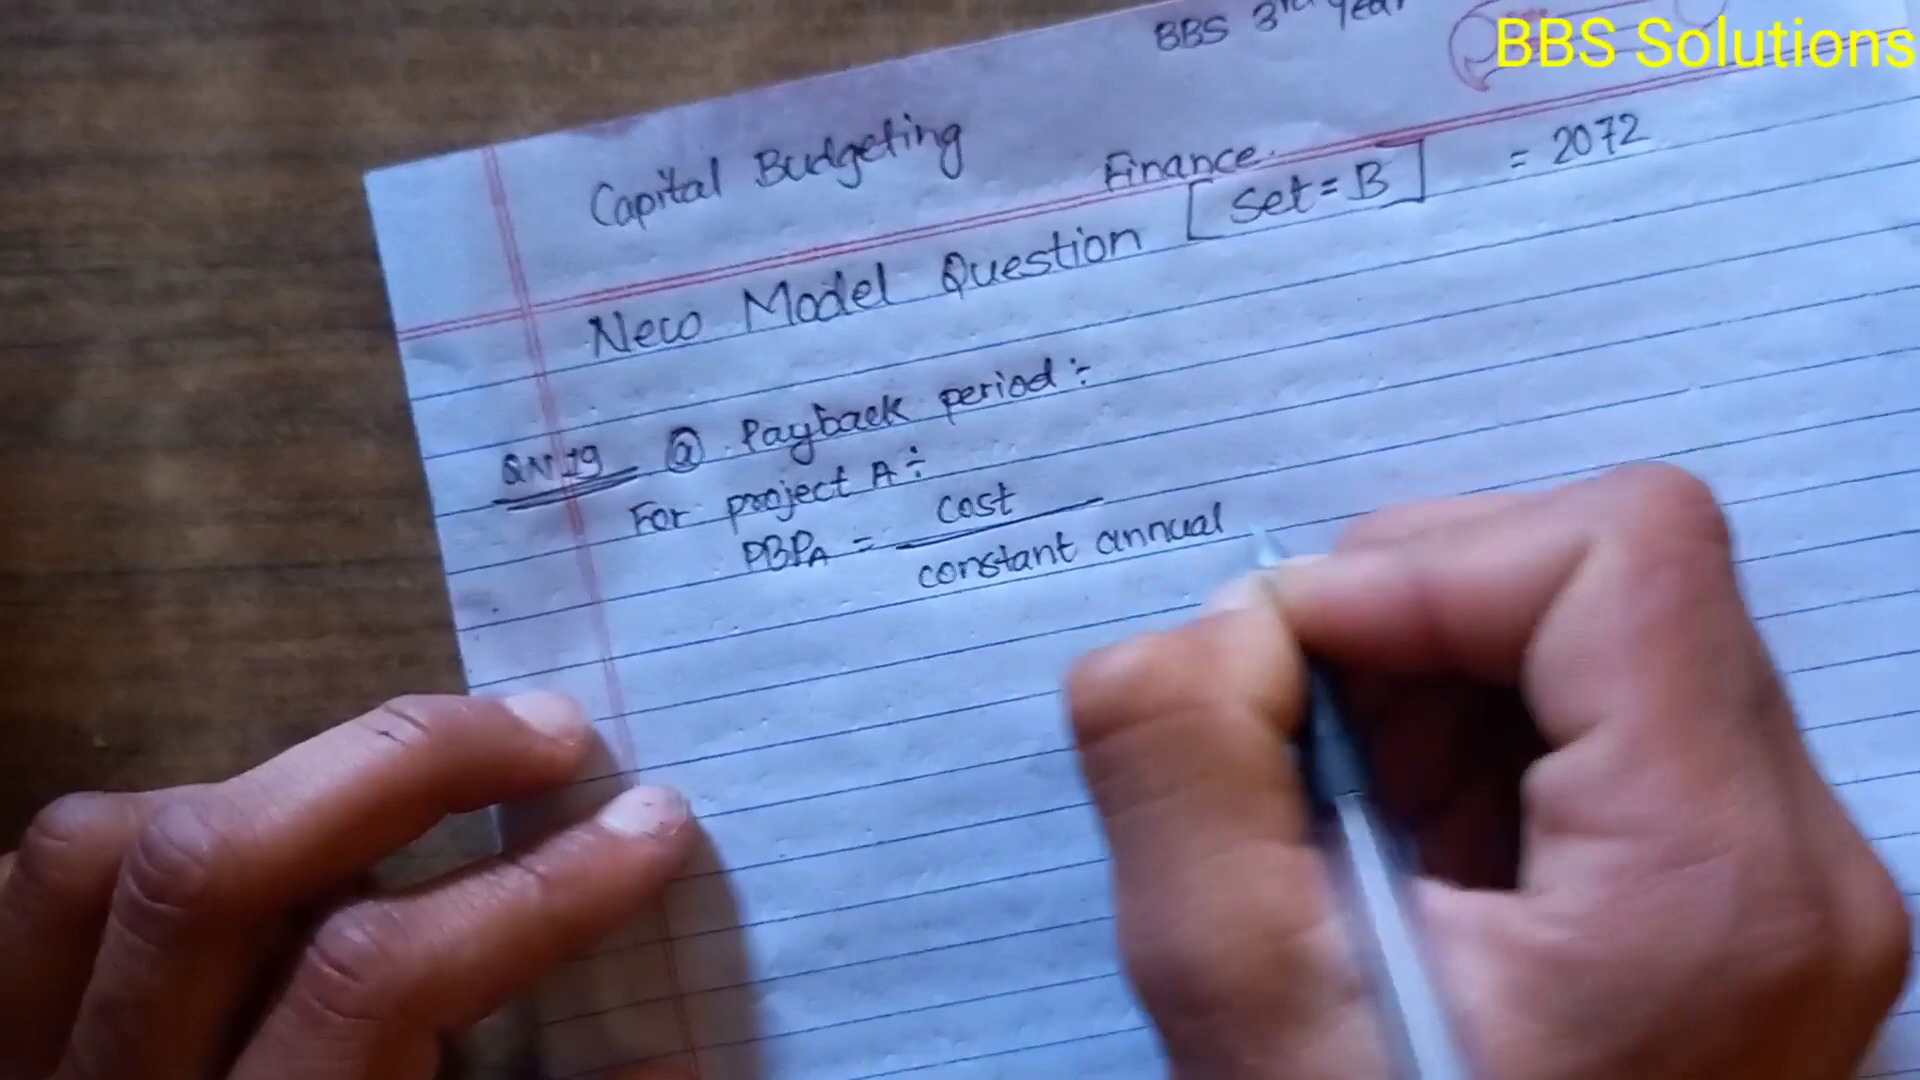 BBS 3rd Year
BBS Solutions
Capital Budgeting
Finance.
New Model Question [Set = B] = 2072
QN 19 @ Payback period ÷
For project A ÷
PBPA = cost
constant annual